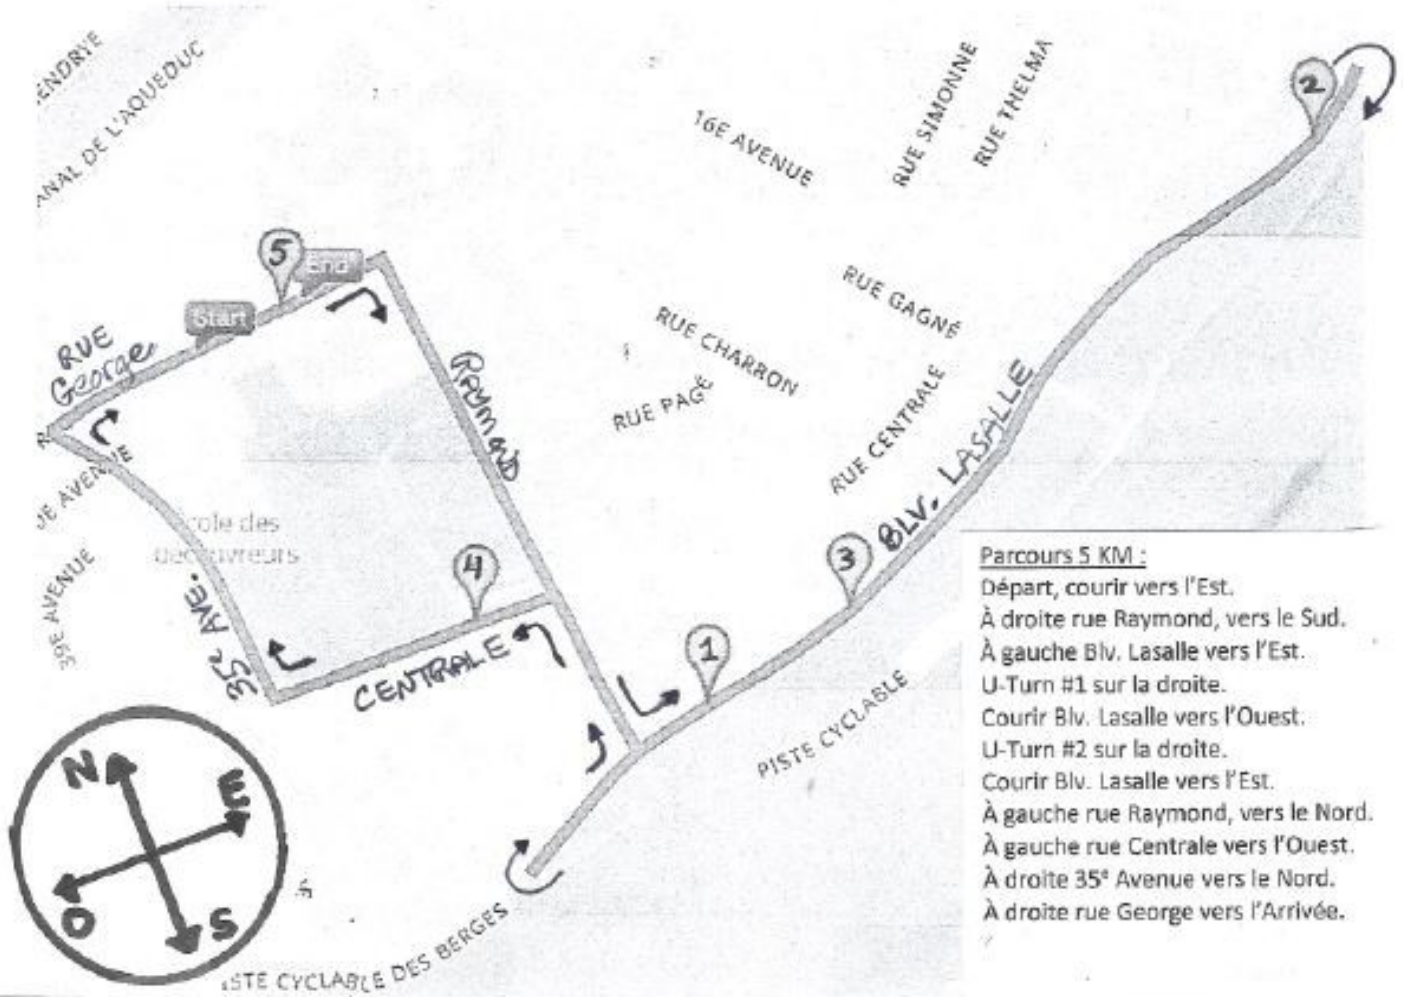 ENDRYE
ANAL DE L'AQUEDUC
16E AVENUE
RUE SIMONNE
RUE THELMA
2
5
End
Start
RUE
George
RAYMOND
RUE GAGNÉ
RUE CHARRON
RUE PAGÉ
RUE CENTRALE
BLV. LASALLE
E AVENUE
39E AVENUE
cole des
découvreurs
35e AVE.
4
CENTRALE
3
1
PISTE CYCLABLE
N
E
O
S
ISTE CYCLABLE DES BERGES
Parcours 5 KM :
Départ, courir vers l'Est.
À droite rue Raymond, vers le Sud.
À gauche Blv. Lasalle vers l'Est.
U-Turn #1 sur la droite.
Courir Blv. Lasalle vers l'Ouest.
U-Turn #2 sur la droite.
Courir Blv. Lasalle vers l'Est.
À gauche rue Raymond, vers le Nord.
À gauche rue Centrale vers l'Ouest.
À droite 35e Avenue vers le Nord.
À droite rue George vers l'Arrivée.